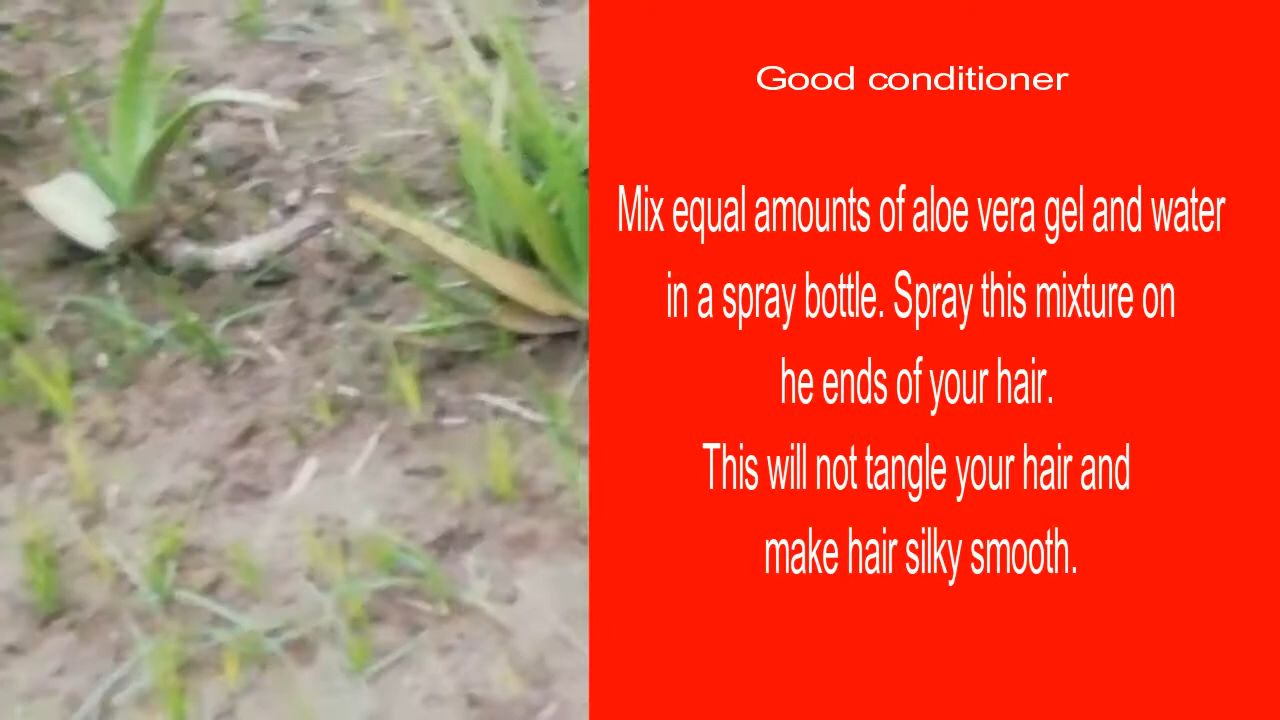 Good conditioner
Mix equal amounts of aloe vera gel and water
in a spray bottle. Spray this mixture on
he ends of your hair.
This will not tangle your hair and
make hair silky smooth.